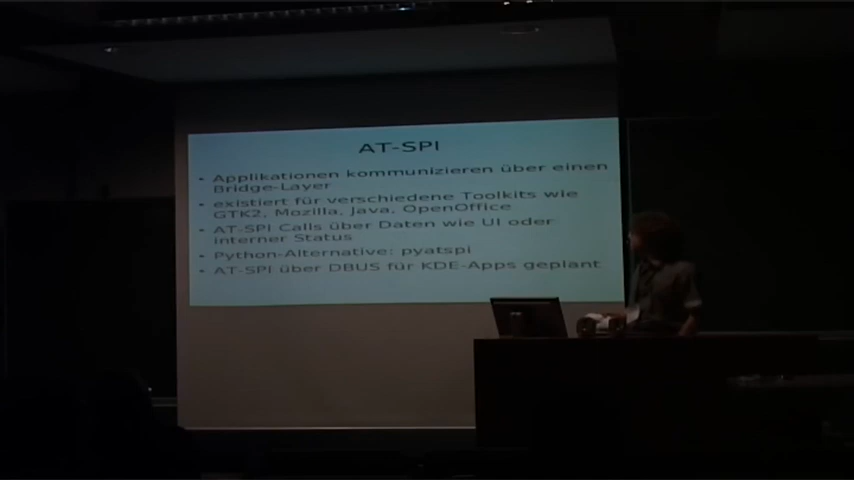 AT-SPI
• Applikationen kommunizieren über einen
Bridge-Layer
• existiert für verschiedene Toolkits wie
GTK2, Mozilla, Java, OpenOffice
• AT-SPI Calls über Daten wie UI oder
interner Status
• Python-Alternative: pyatspi
• AT-SPI über DBUS für KDE-Apps geplant